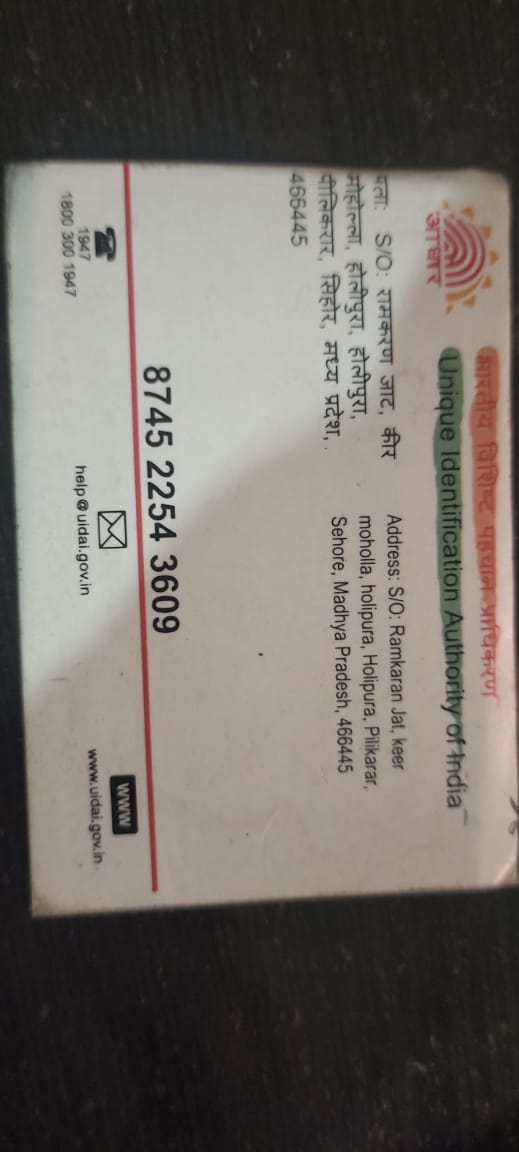 भारतीय विशिष्ट पहचान प्राधिकरण
Unique Identification Authority of India
आधार
पता: S/O: रामकरण जाट, कीर
मोहोल्ला, होलीपुरा, होलीपुरा,
पीलिकरार, सिहोर, मध्य प्रदेश,
466445
Address: S/O: Ramkaran Jat, keer
moholla, holipura, Holipura, Pilikarar,
Sehore, Madhya Pradesh, 466445
8745 2254 3609
1947
1800 300 1947
help@uidai.gov.in
WWW
www.uidai.gov.in